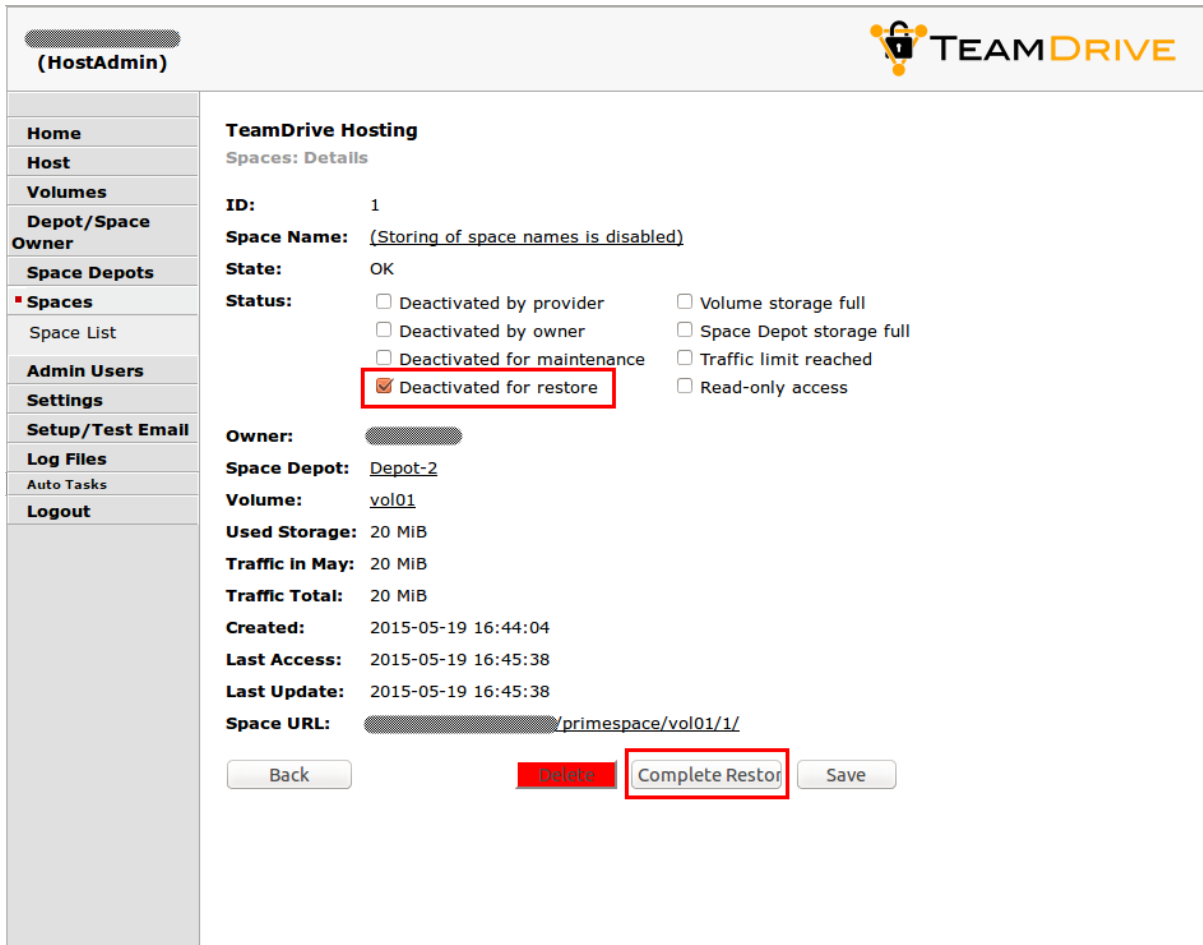 (HostAdmin)
TEAMDRIVE
Home
Host
Volumes
Depot/Space
Owner
Space Depots
Spaces
Space List
Admin Users
Settings
Setup/Test Email
Log Files
Auto Tasks
Logout
TeamDrive Hosting
Spaces: Details
ID: 1
Space Name: (Storing of space names is disabled)
State: OK
Status: Deactivated by provider Volume storage full
Deactivated by owner Space Depot storage full
Deactivated for maintenance Traffic limit reached
Deactivated for restore Read-only access
Owner:
Space Depot: Depot-2
Volume: vol01
Used Storage: 20 MiB
Traffic in May: 20 MiB
Traffic Total: 20 MiB
Created: 2015-05-19 16:44:04
Last Access: 2015-05-19 16:45:38
Last Update: 2015-05-19 16:45:38
Space URL: /primespace/vol01/1/
Back Delete Complete Restor Save